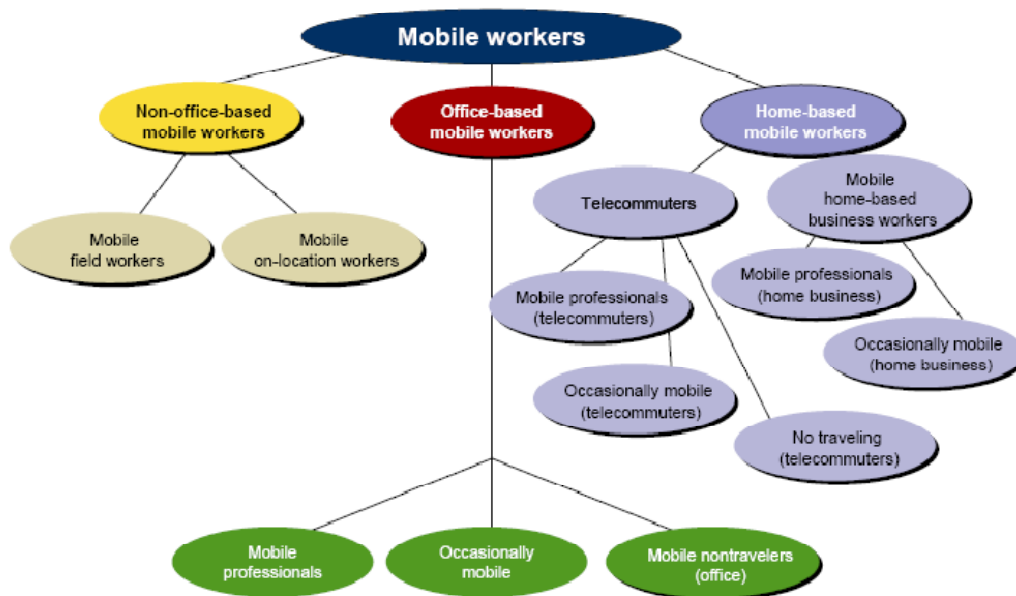 Mobile workers
Non-office-based
mobile workers
Office-based
mobile workers
Home-based
mobile workers
Mobile
field workers
Mobile
on-location workers
Telecommuters
Mobile
home-based
business workers
Mobile professionals
(telecommuters)
Mobile professionals
(home business)
Occasionally mobile
(home business)
Occasionally mobile
(telecommuters)
No traveling
(telecommuters)
Mobile
professionals
Occasionally
mobile
Mobile nontravelers
(office)